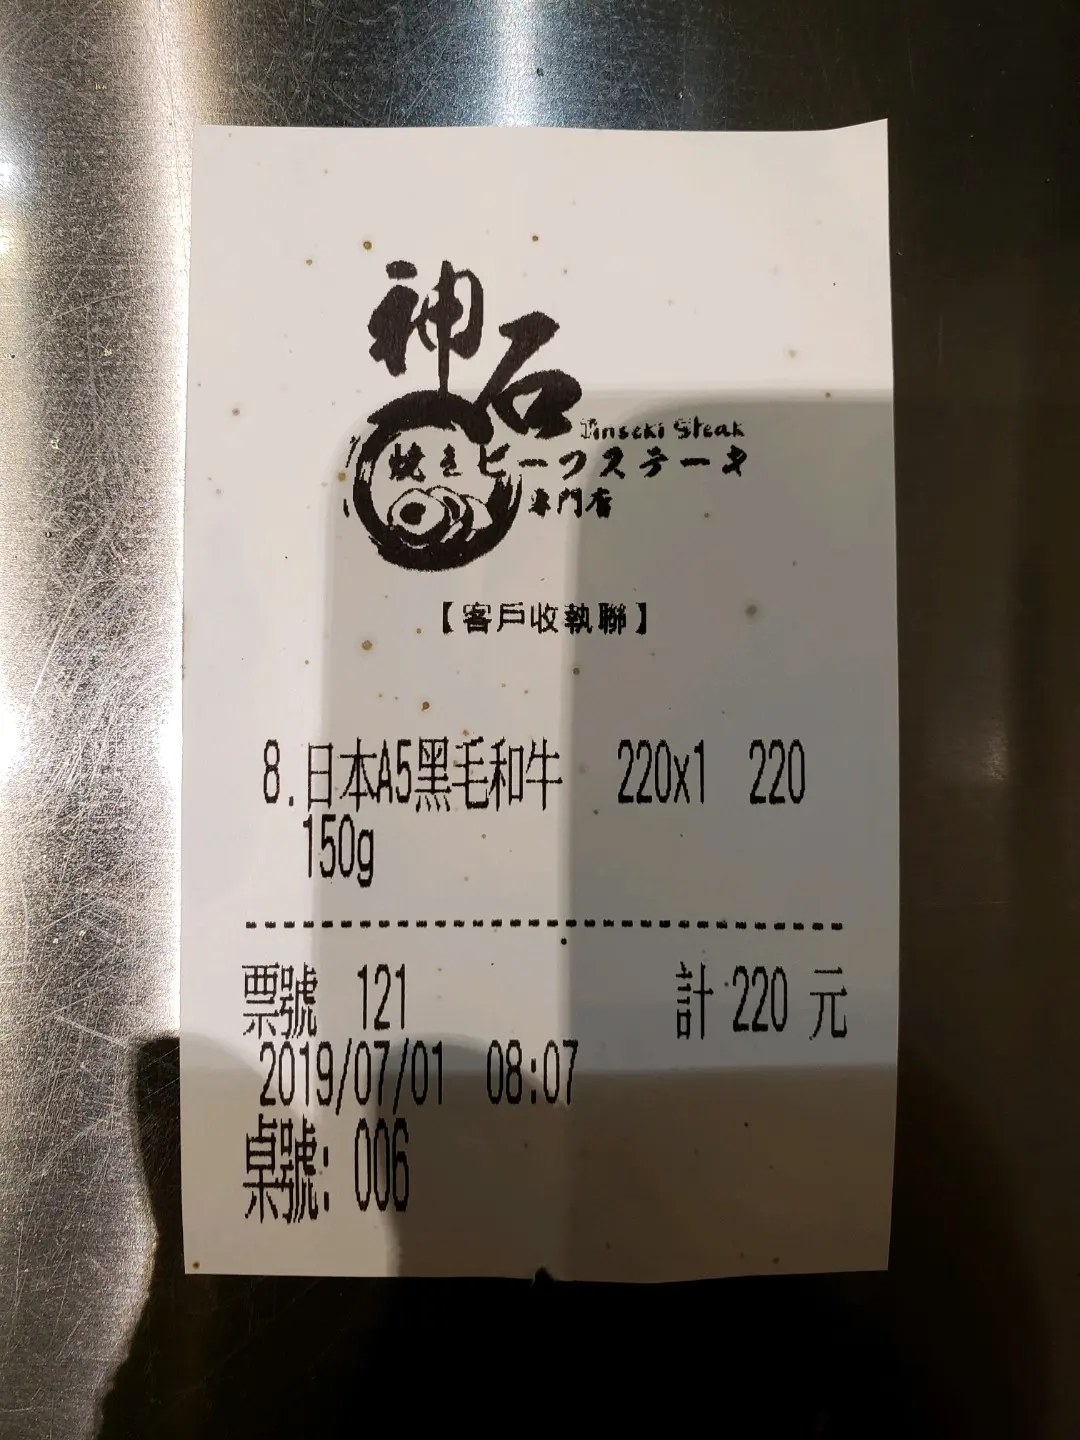 神石
Jinseki Steak
焼きビーフステーキ
専門店
【客戶收執聯】
8.日本A5黑毛和牛 220x1 220
150g
票號 121 計 220 元
2019/07/01 08:07
桌號: 006